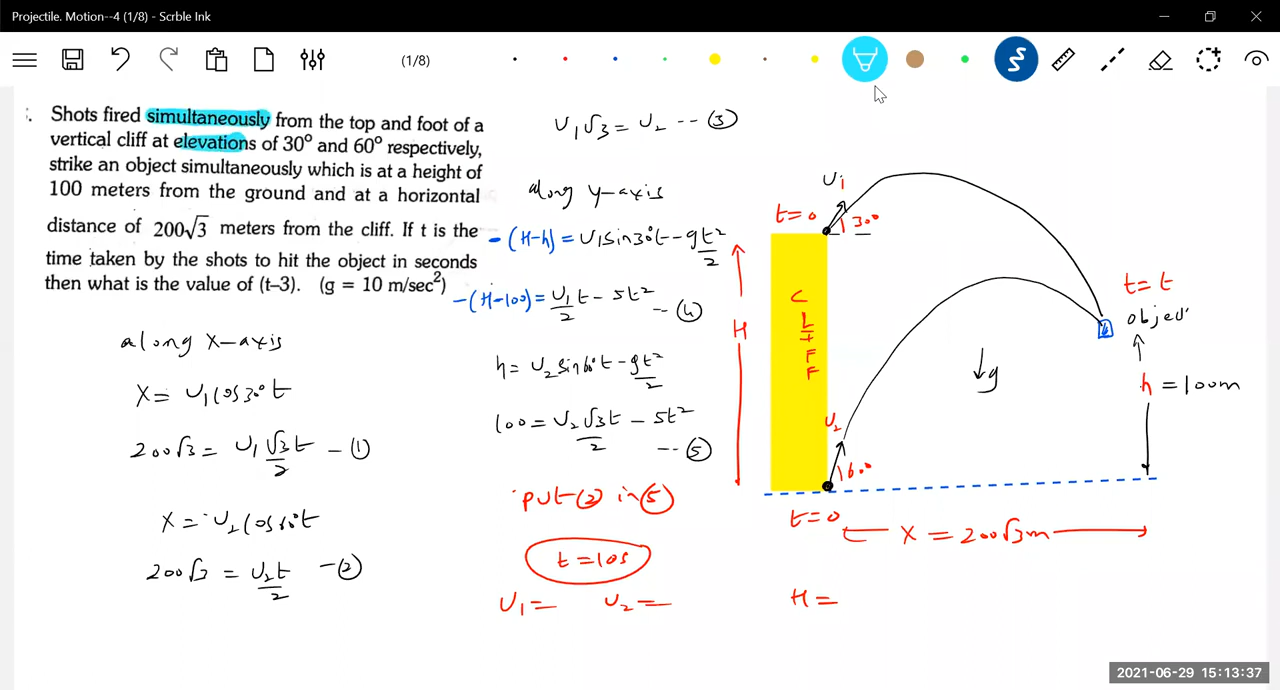 Projectile. Motion--4 (1/8) - Scrble Ink
(1/8)
Shots fired simultaneously from the top and foot of a
vertical cliff at elevations of 30° and 60° respectively,
strike an object simultaneously which is at a height of
100 meters from the ground and at a horizontal
distance of 200√3 meters from the cliff. If t is the
time taken by the shots to hit the object in seconds
then what is the value of (t–3). (g = 10 m/sec²)
along x-axis
X = U₁cos30°t
200√3 = U₁√3t/2 – (1)
X = U₂cos60°t
200√3 = U₂t/2 – (2)
U₁√3 = U₂ -- (3)
along y-axis
-(H-h) = U₁sin30°t - gt²/2
-(H-100) = U₁t/2 - 5t² -- (4)
h = U₂sin60°t - gt²/2
100 = U₂√3t/2 - 5t² -- (5)
put (2) in (5)
t = 10s
U₁ = U₂ =
H =
U₁
t=0
30°
H
CLIFF
t = t
object
↓g
h = 100m
U₂
60°
t=0
X = 200√3m
2021-06-29 15:13:37